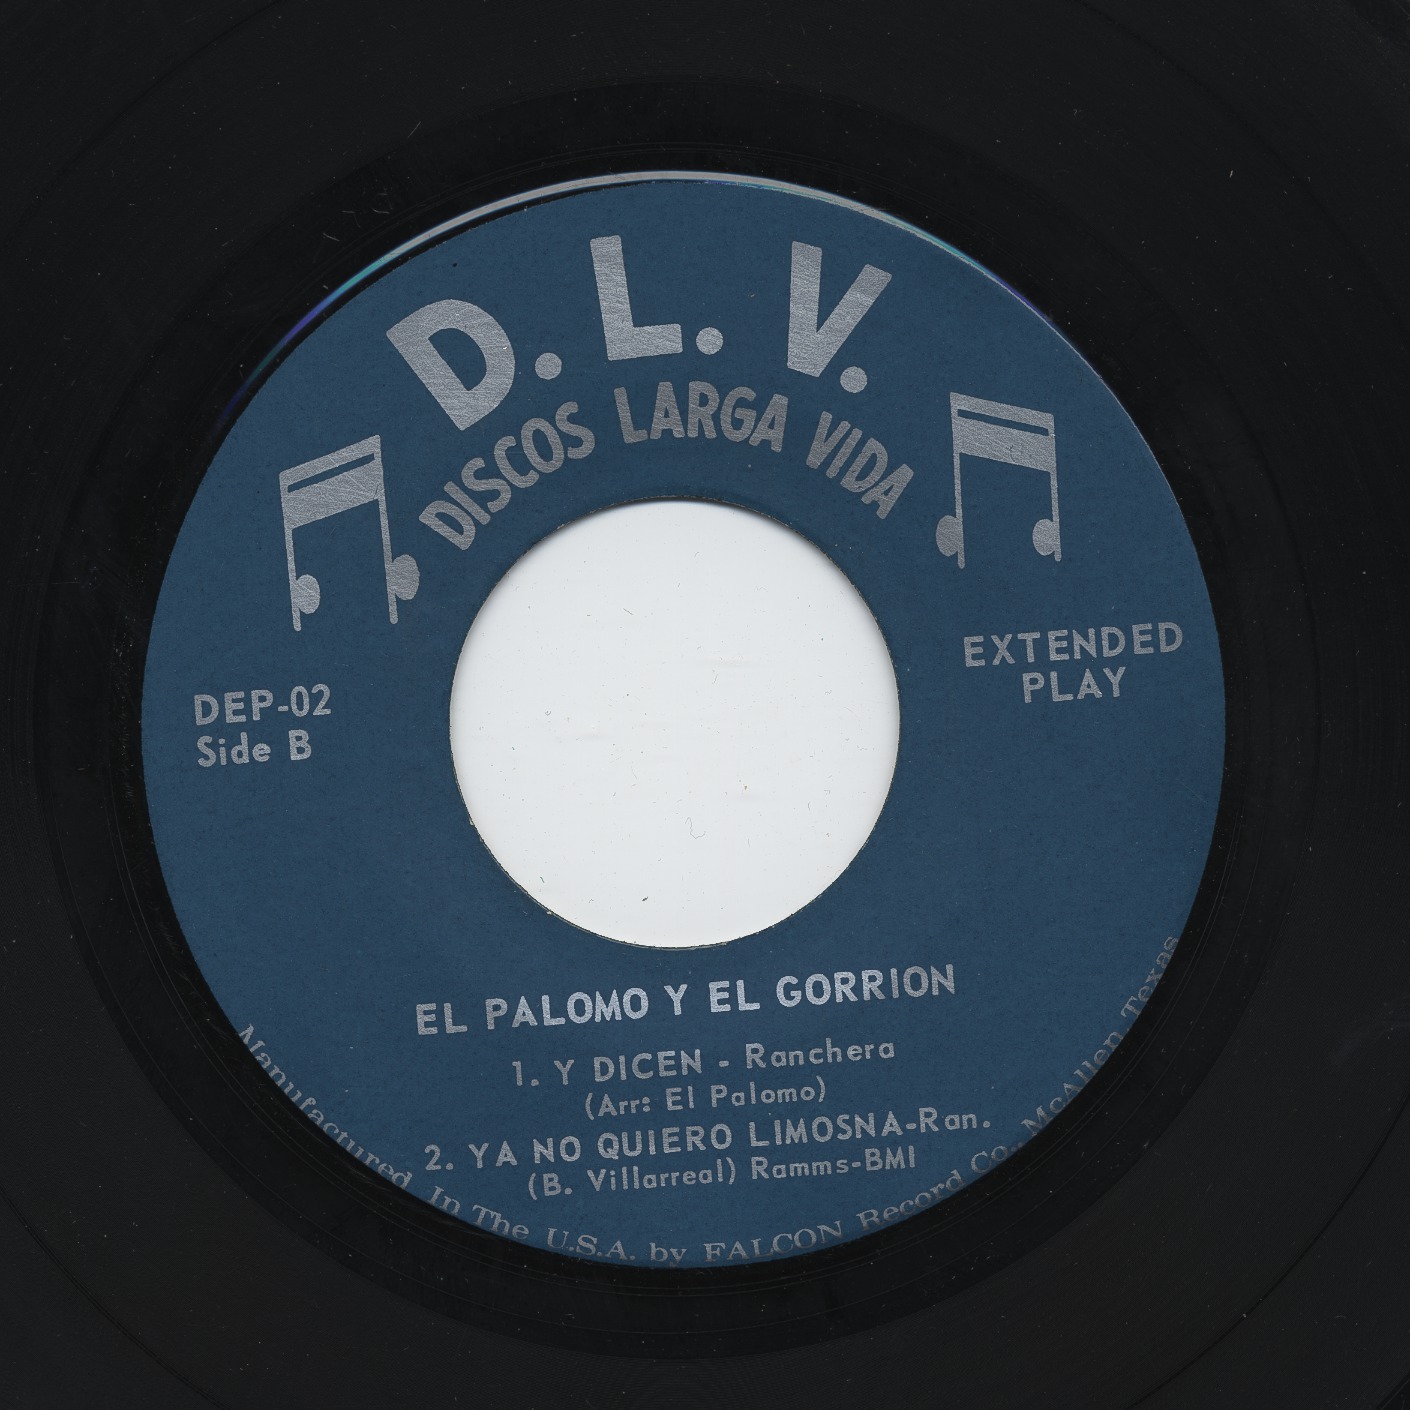 D. L. V.
DISCOS LARGA VIDA
EXTENDED
PLAY
DEP-02
Side B
EL PALOMO Y EL GORRION
1. Y DICEN - Ranchera
(Arr: El Palomo)
2. YA NO QUIERO LIMOSNA-Ran.
(B. Villarreal) Ramms-BMI
Manufactured In The U.S.A. by FALCON Record Co., McAllen Texas